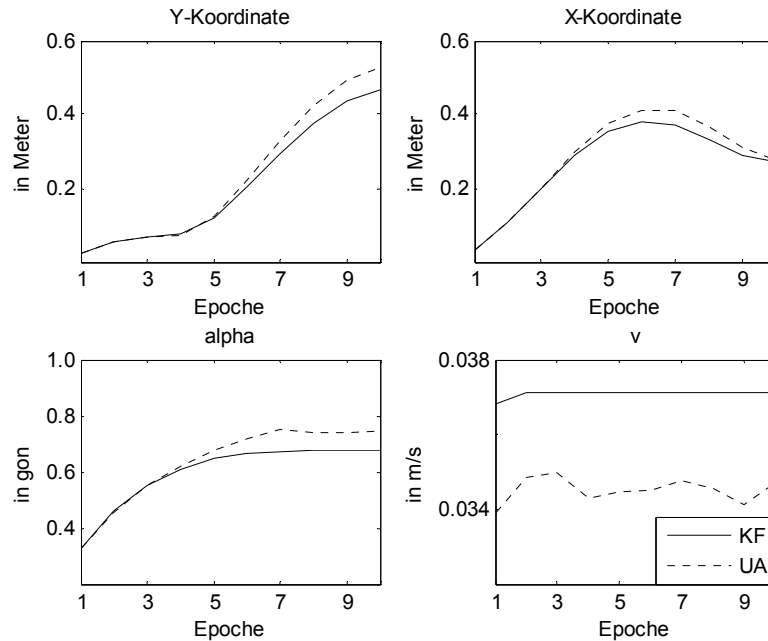 Y-Koordinate
in Meter
0.6
0.4
0.2
1 3 5 7 9
Epoche
X-Koordinate
in Meter
0.6
0.4
0.2
1 3 5 7 9
Epoche
alpha
in gon
1.0
0.8
0.6
0.4
1 3 5 7 9
Epoche
v
in m/s
0.038
0.034
1 3 5 7 9
Epoche
KF
UA